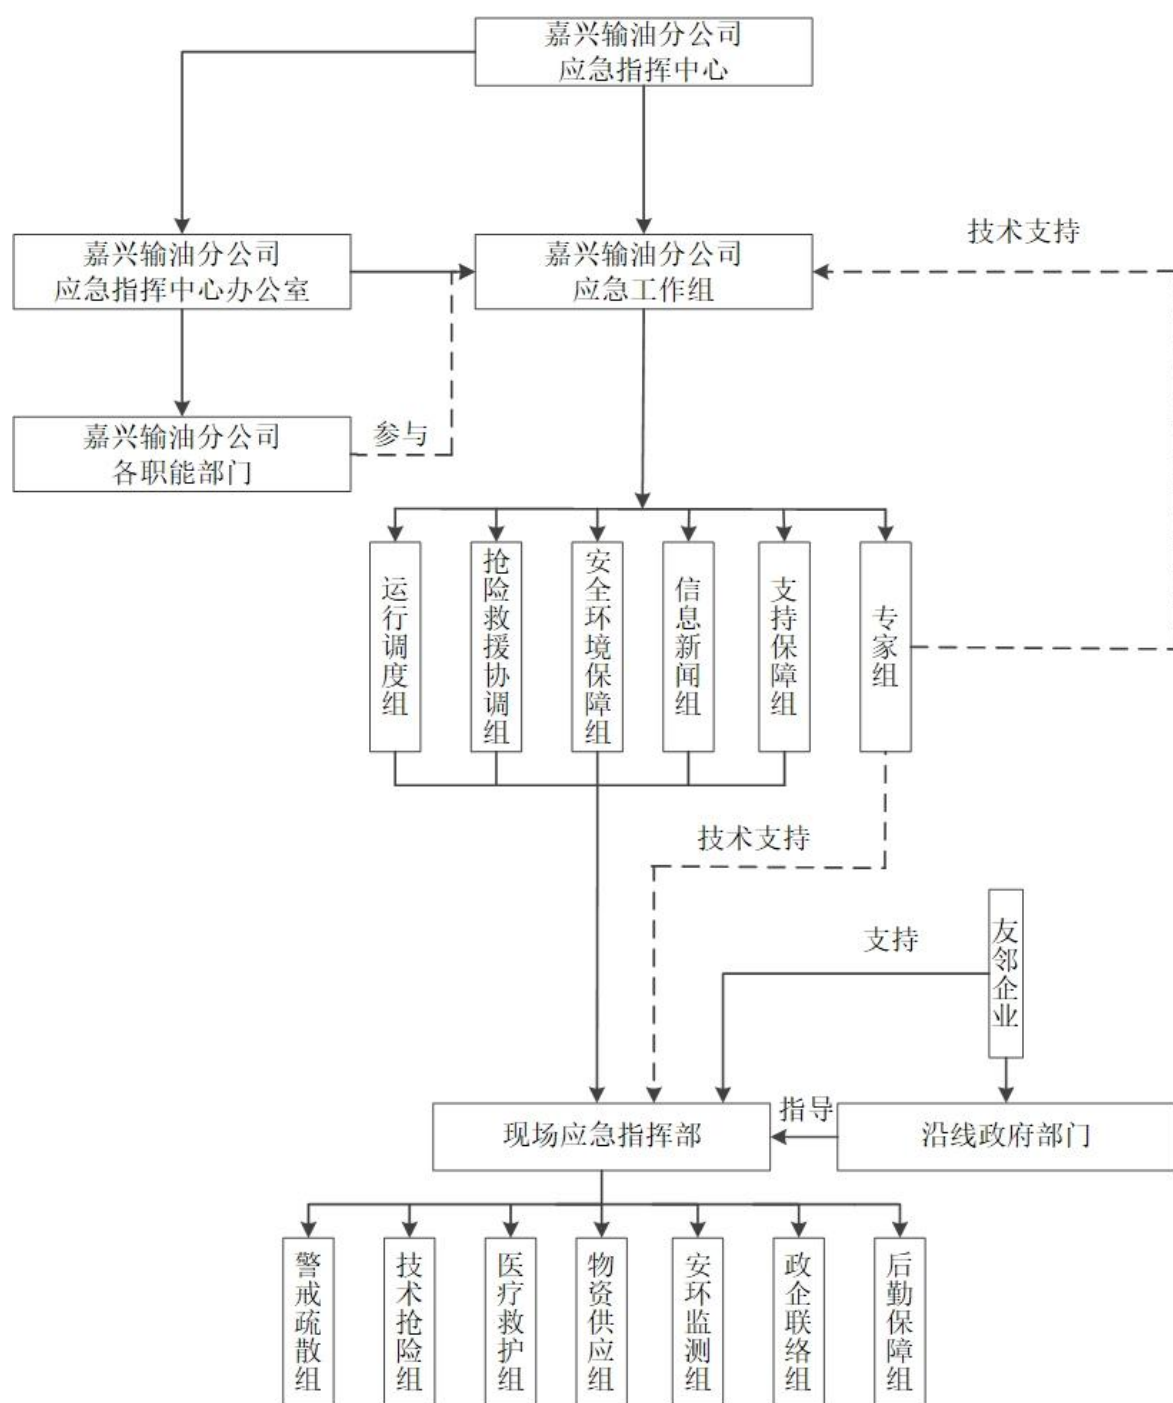 嘉兴输油分公司
应急指挥中心
嘉兴输油分公司
应急指挥中心办公室
嘉兴输油分公司
应急工作组
技术支持
嘉兴输油分公司
各职能部门
参与
运行调度组
抢险救援协调组
安全环境保障组
信息新闻组
支持保障组
专家组
技术支持
支持
友邻企业
现场应急指挥部
指导
沿线政府部门
警戒疏散组
技术抢险组
医疗救护组
物资供应组
安环监测组
政企联络组
后勤保障组